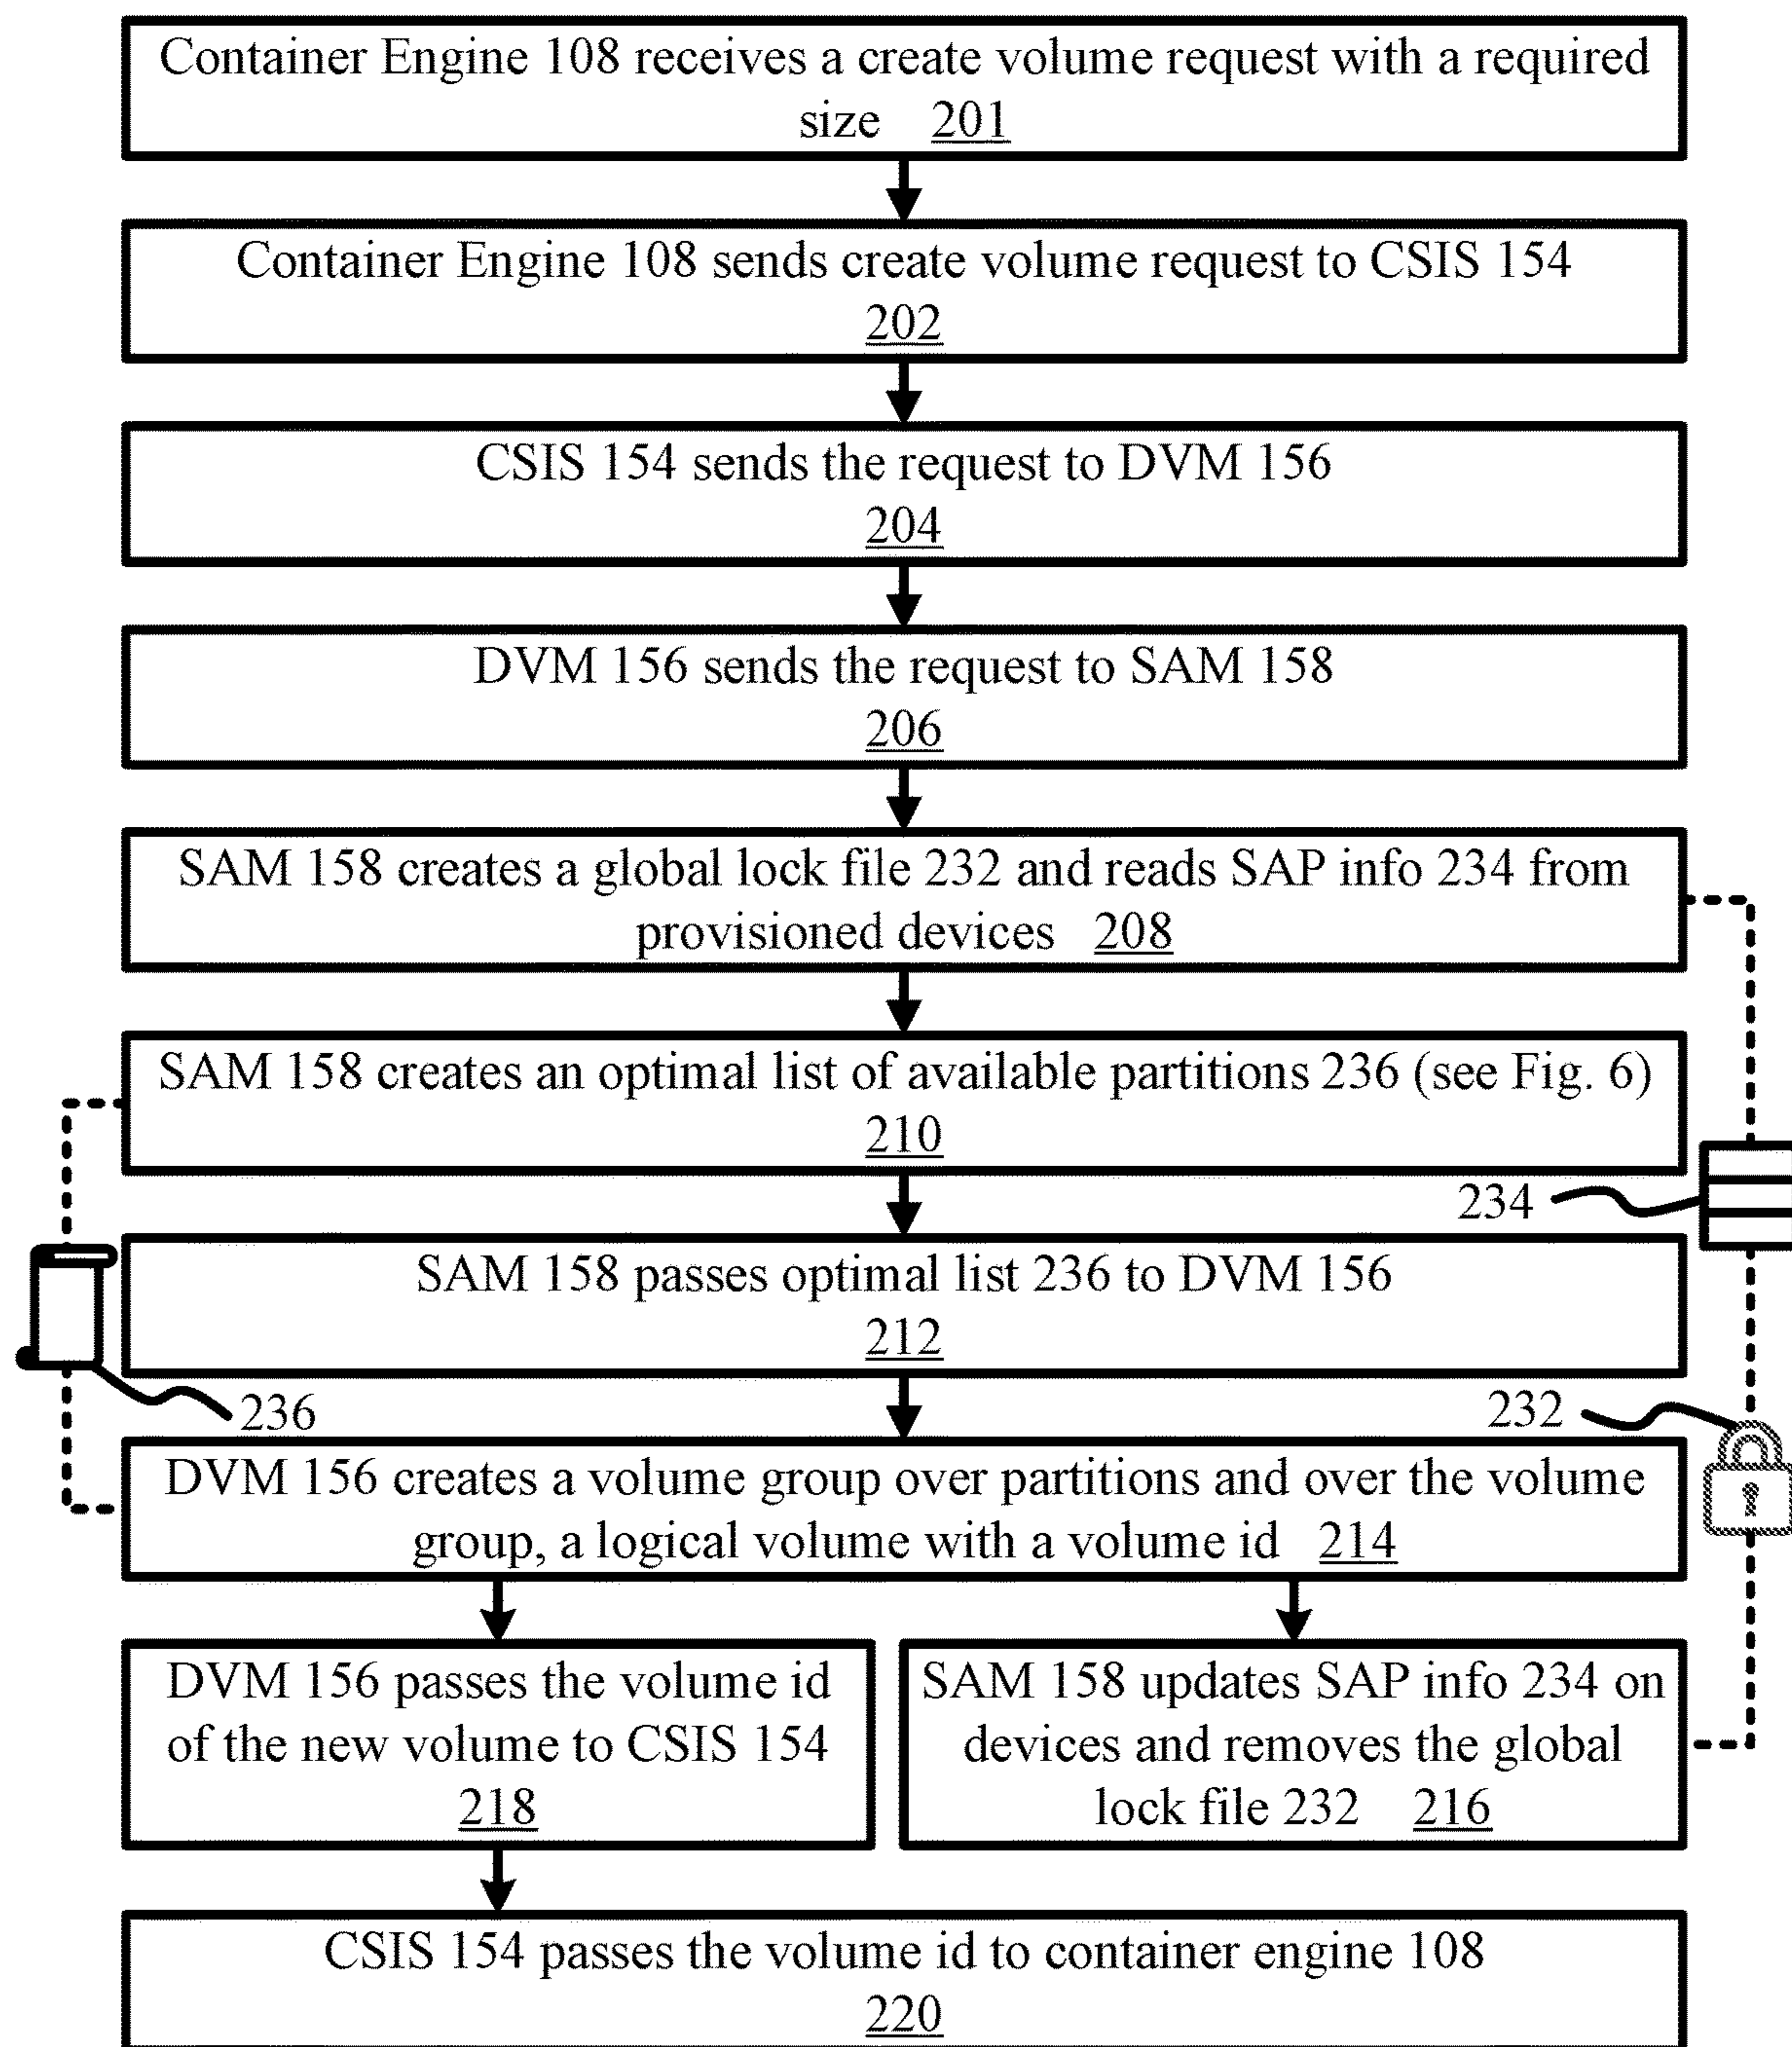 Container Engine 108 receives a create volume request with a required
size 201
Container Engine 108 sends create volume request to CSIS 154
202
CSIS 154 sends the request to DVM 156
204
DVM 156 sends the request to SAM 158
206
SAM 158 creates a global lock file 232 and reads SAP info 234 from
provisioned devices 208
SAM 158 creates an optimal list of available partitions 236 (see Fig. 6)
210
234
SAM 158 passes optimal list 236 to DVM 156
212
236
232
DVM 156 creates a volume group over partitions and over the volume
group, a logical volume with a volume id 214
DVM 156 passes the volume id
of the new volume to CSIS 154
218
SAM 158 updates SAP info 234 on
devices and removes the global
lock file 232 216
CSIS 154 passes the volume id to container engine 108
220